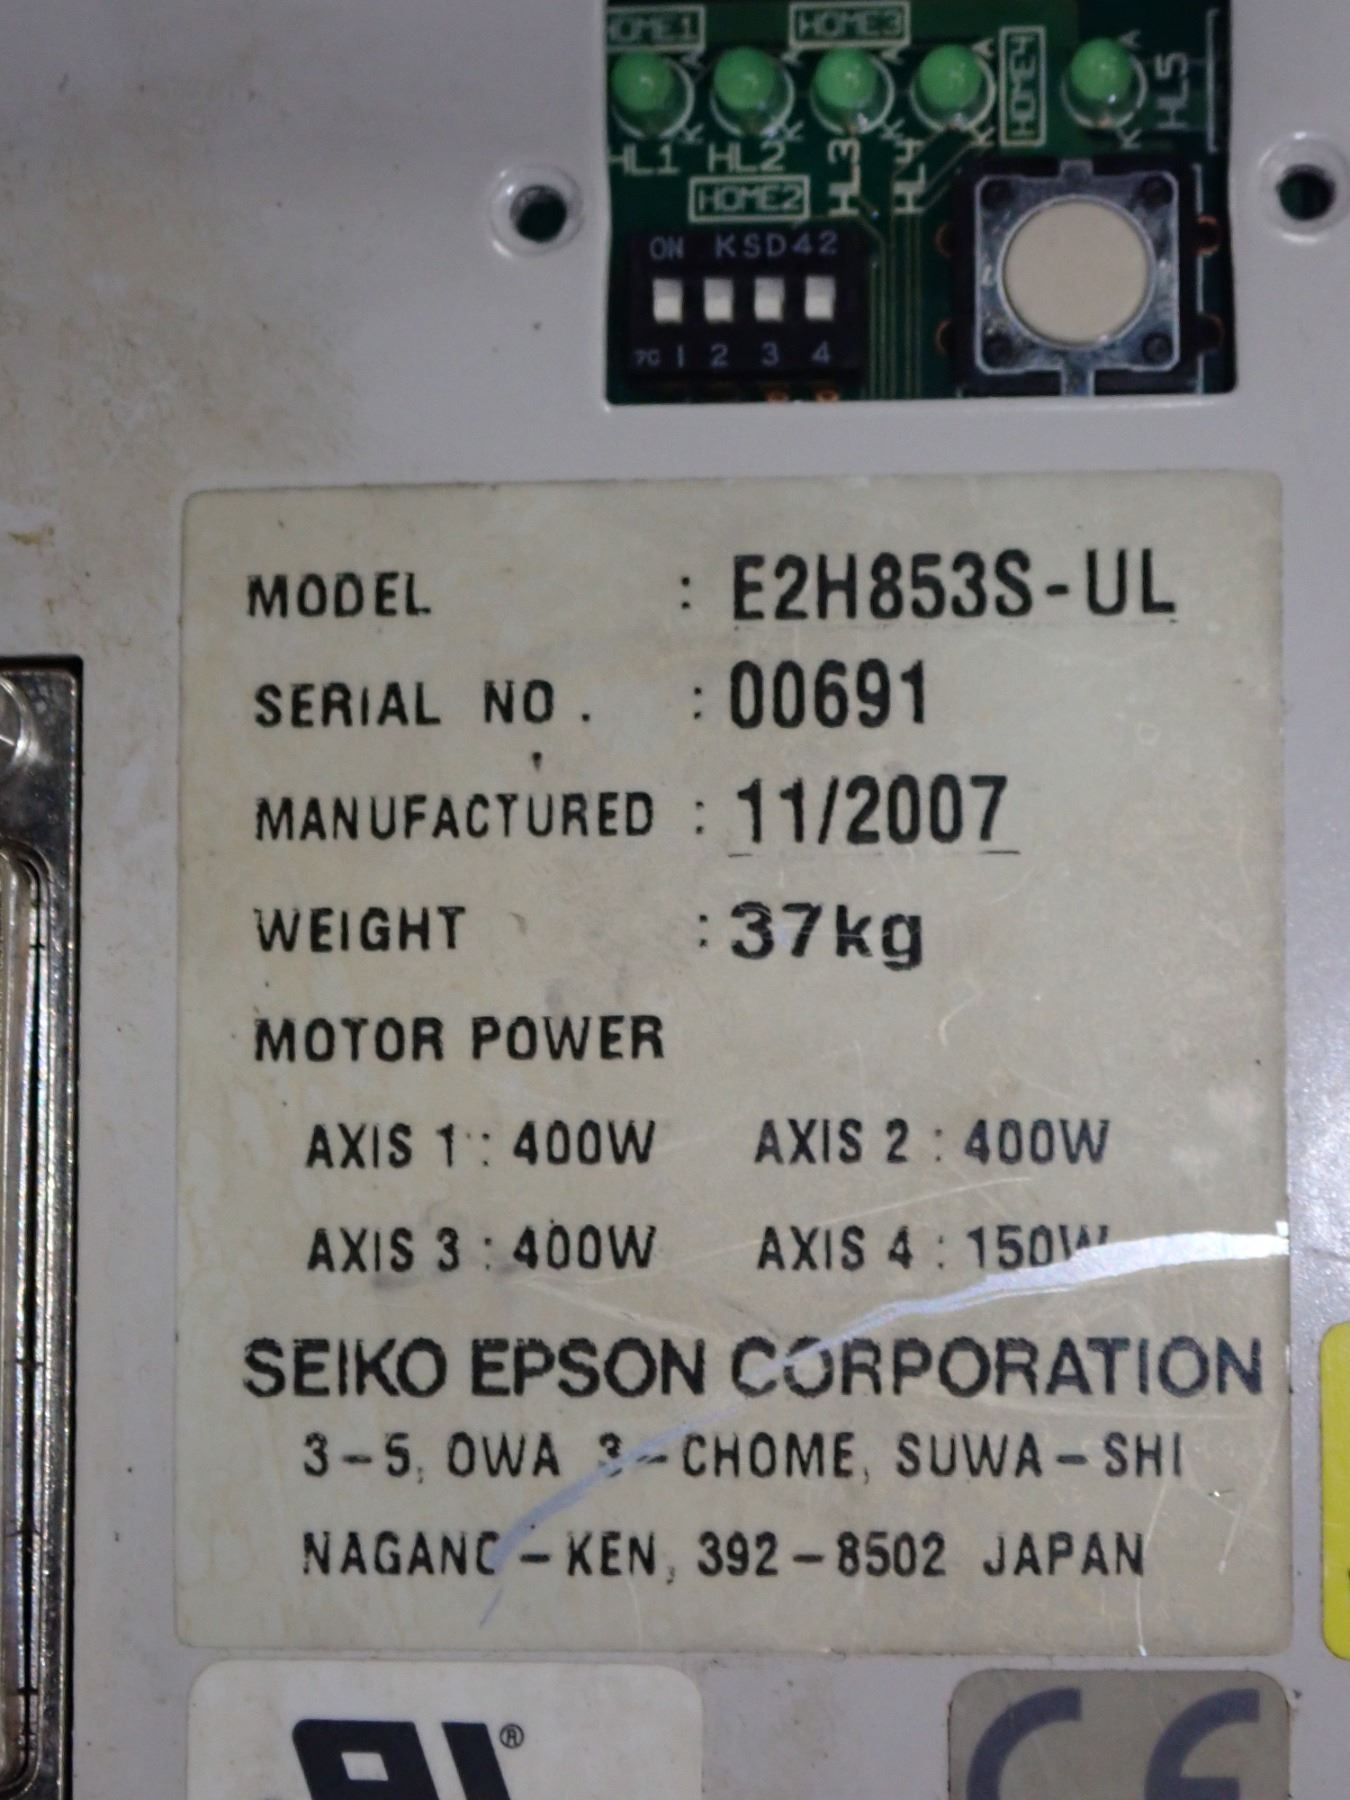 HOME1 HOME3
HOME4
HL5
HL1 HL2 HL3 HL4
HOME2
A A A
K K K K
ON KSD42
1 2 3 4
MODEL : E2H853S-UL
SERIAL NO. : 00691
MANUFACTURED : 11/2007
WEIGHT : 37kg
MOTOR POWER
AXIS 1 : 400W AXIS 2 : 400W
AXIS 3 : 400W AXIS 4 : 150W
SEIKO EPSON CORPORATION
3-5, OWA 3-CHOME, SUWA-SHI
NAGANO-KEN, 392-8502 JAPAN
® CE